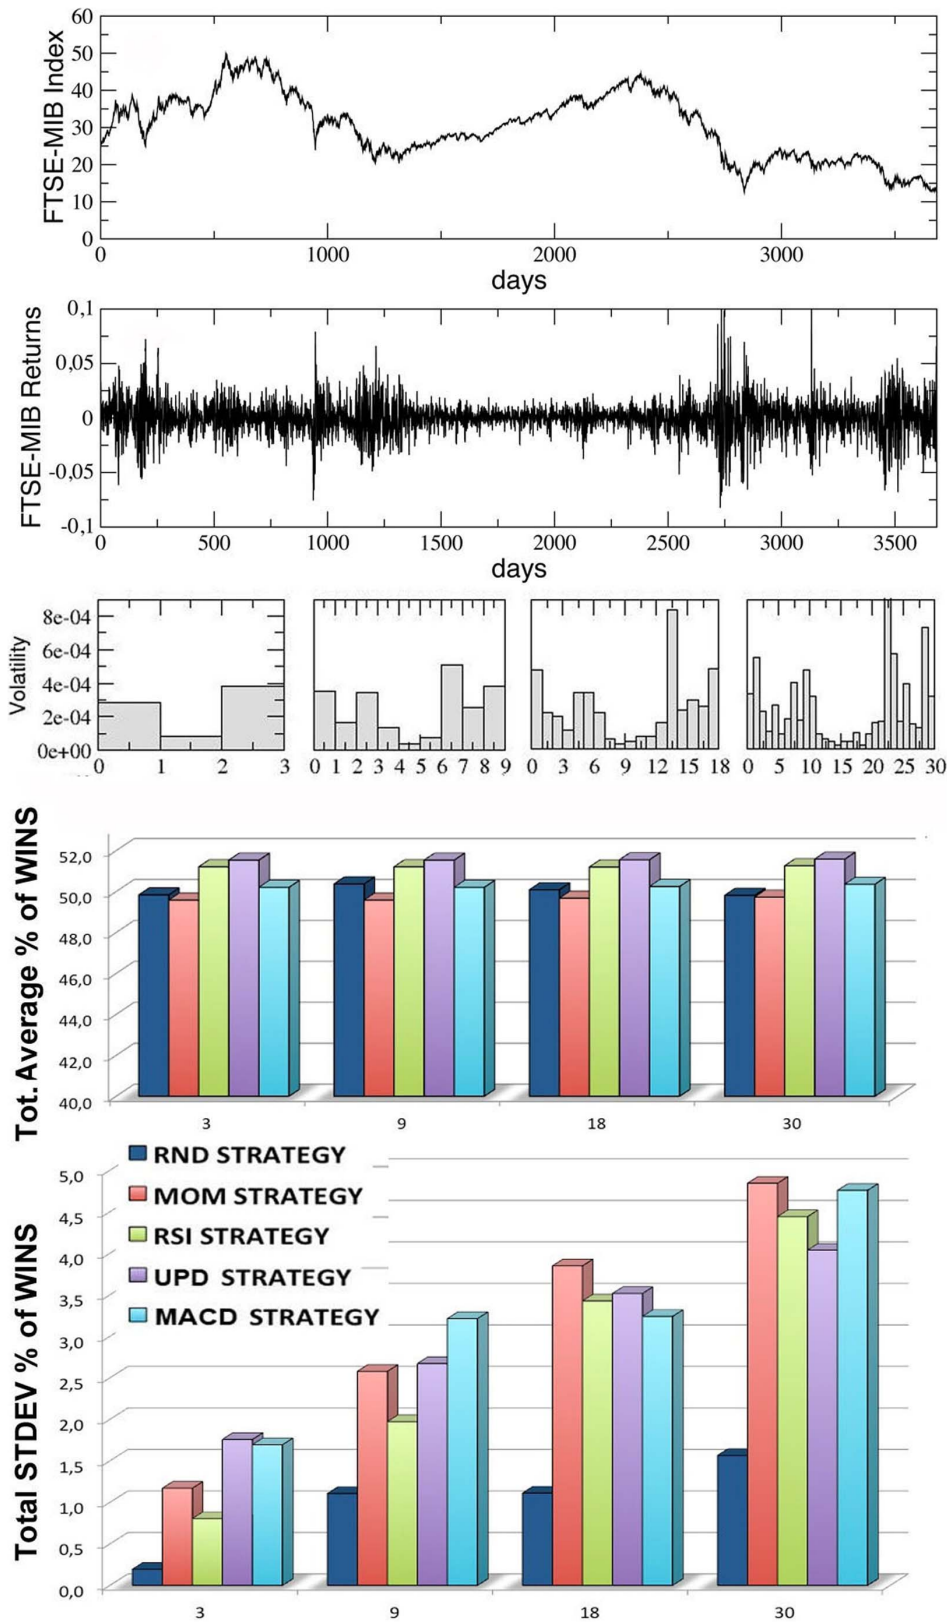 60
50
40
30
20
10
0
FTSE-MIB Index
0 1000 2000 3000
days
0,1
0.05
0
-0.05
-0,1
FTSE-MIB Returns
0 500 1000 1500 2000 2500 3000 3500
days
8e-04
6e-04
4e-04
2e-04
0e+00
Volatility
0 1 2 3
0 1 2 3 4 5 6 7 8 9
0 3 6 9 12 15 18
0 5 10 15 20 25 30
52,0
50,0
48,0
46,0
44,0
42,0
40,0
Tot. Average % of WINS
3 9 18 30
RND STRATEGY
MOM STRATEGY
RSI STRATEGY
UPD STRATEGY
MACD STRATEGY
5,0
4,5
4,0
3,5
3,0
2,5
2,0
1,5
1,0
0,5
0,0
Total STDEV % of WINS
3 9 18 30